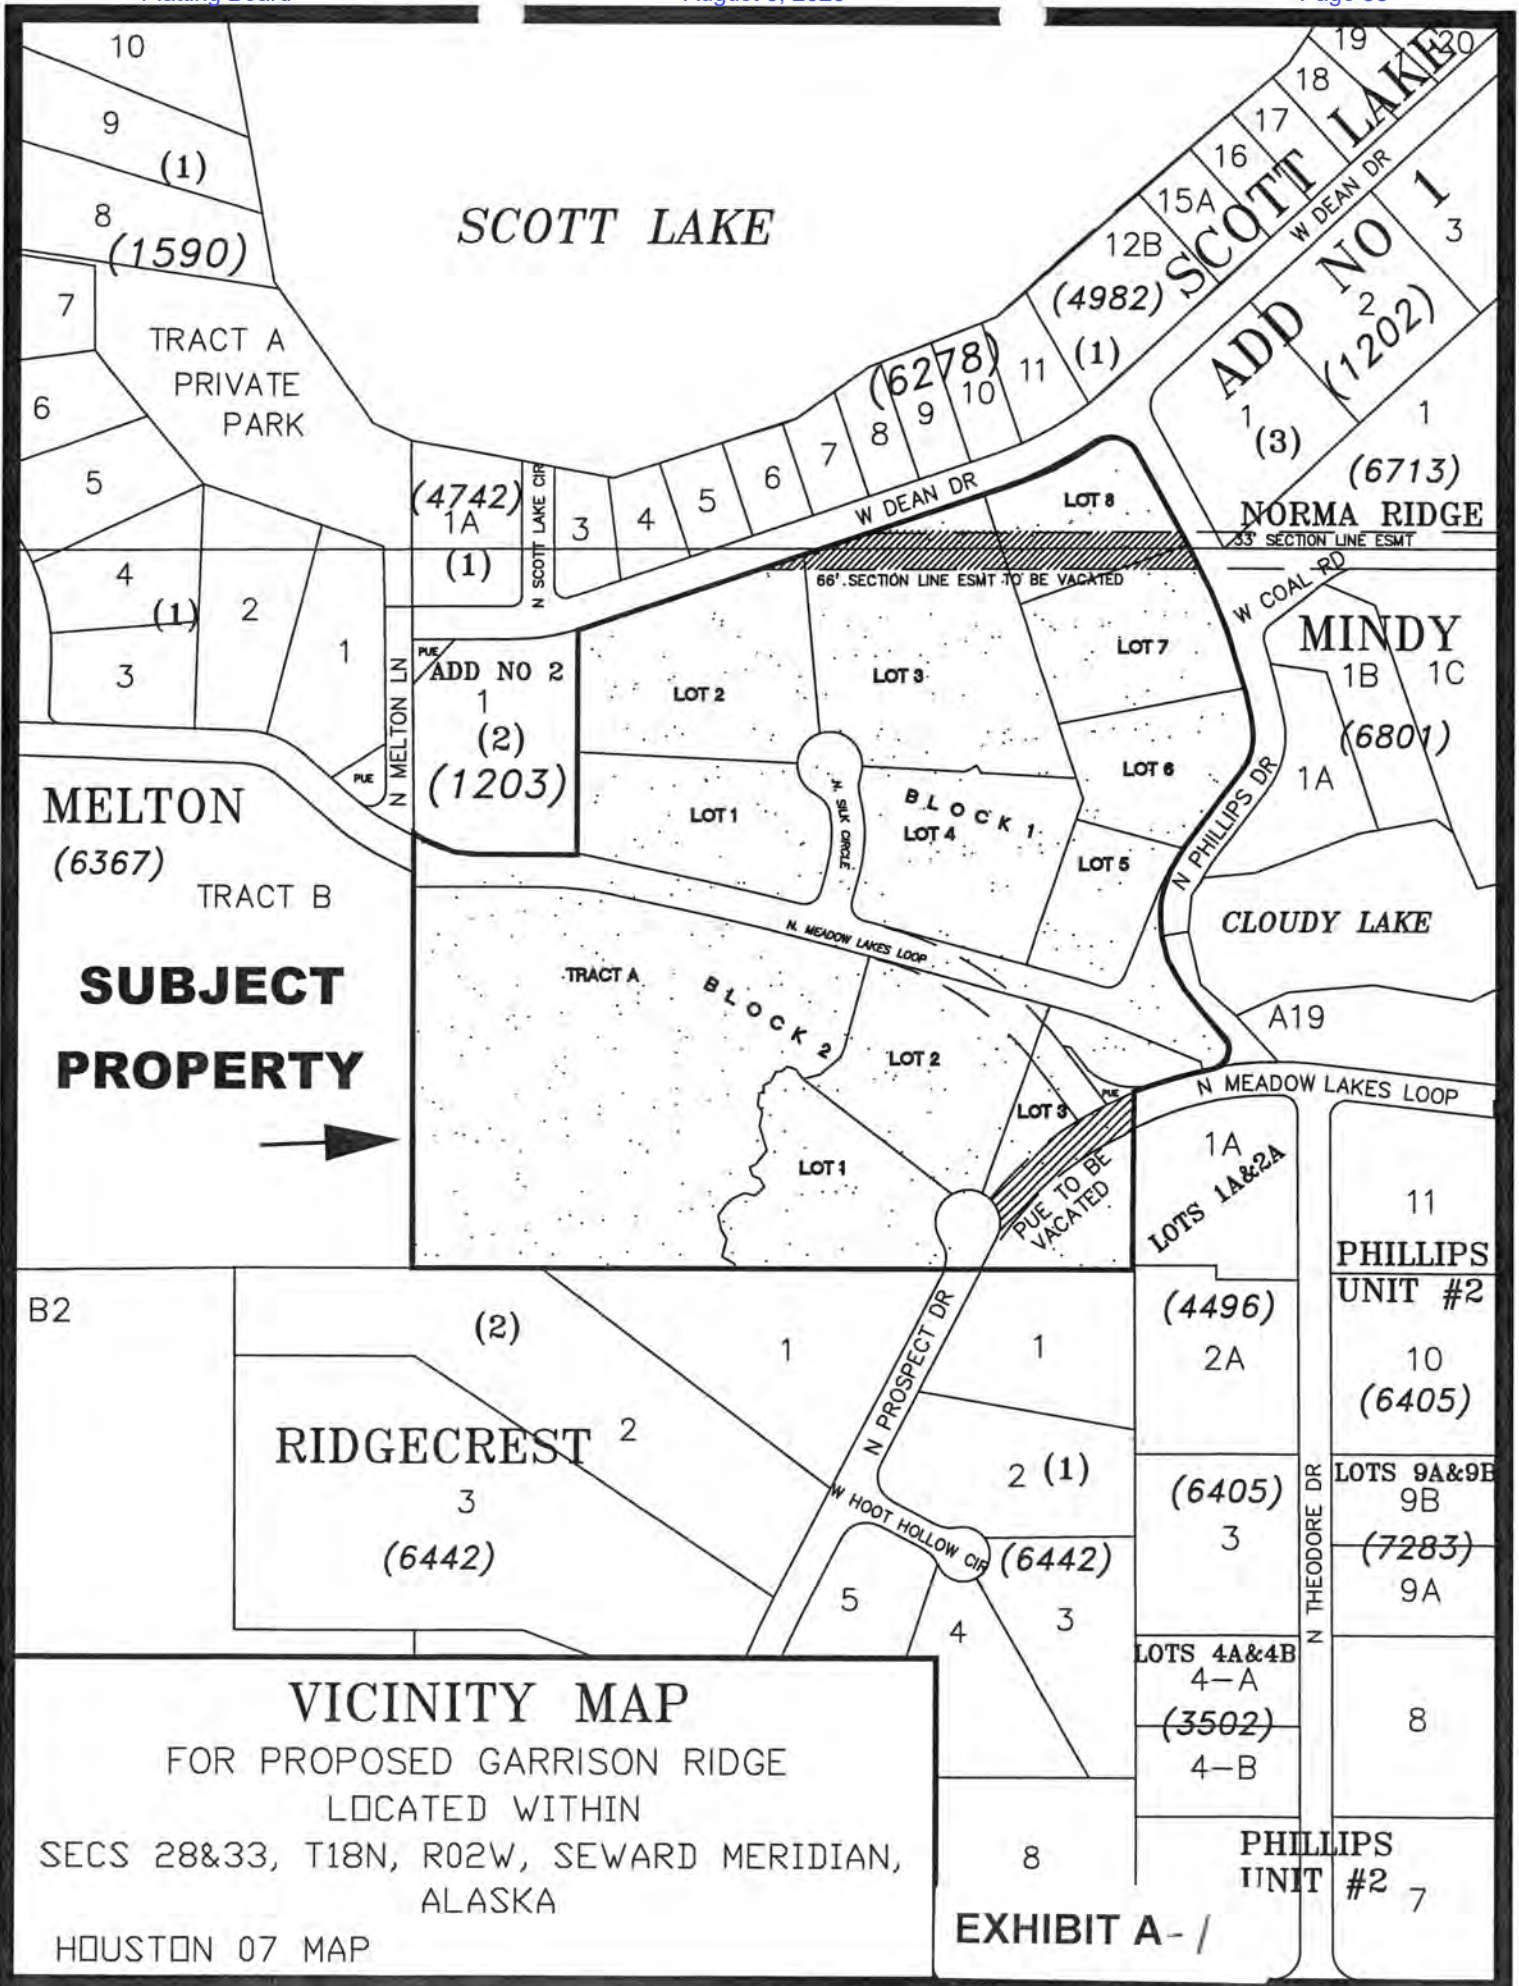 10
9
(1)
8
(1590)
7
TRACT A
PRIVATE
PARK
6
5
4
(1)
3
2
1
SCOTT LAKE
19
20
18
17
16
15A
12B
(4982)
(1)
SCOTT LAKE
W DEAN DR
ADD NO 1
3
2
(1202)
1
(3)
1
(6713)
NORMA RIDGE
33' SECTION LINE ESMT
(6278)
11
10
9
8
7
6
5
4
3
(4742)
1A
(1)
N SCOTT LAKE CIR
W DEAN DR
LOT 8
66' SECTION LINE ESMT TO BE VACATED
W COAL RD
MINDY
1B
1C
(6801)
1A
PUE
ADD NO 2
1
(2)
(1203)
N MELTON LN
PUE
LOT 2
LOT 3
LOT 7
LOT 6
LOT 1
N. SILK CIRCLE
BLOCK 1
LOT 4
LOT 5
N PHILLIPS DR
MELTON
(6367)
TRACT B
SUBJECT
PROPERTY
CLOUDY LAKE
A19
N. MEADOW LAKES LOOP
TRACT A
BLOCK 2
LOT 2
LOT 3
PUE
LOT 1
PUE TO BE
VACATED
N MEADOW LAKES LOOP
1A
LOTS 1A&2A
11
PHILLIPS
UNIT #2
(4496)
2A
10
(6405)
B2
(2)
1
1
N PROSPECT DR
RIDGECREST
2
3
(6442)
2 (1)
W HOOT HOLLOW CIR
(6442)
5
4
3
(6405)
3
N THEODORE DR
LOTS 9A&9B
9B
(7283)
9A
LOTS 4A&4B
4-A
(3502)
4-B
8
8
PHILLIPS
UNIT #2
7
VICINITY MAP
FOR PROPOSED GARRISON RIDGE
LOCATED WITHIN
SECS 28&33, T18N, R02W, SEWARD MERIDIAN,
ALASKA
HOUSTON 07 MAP
EXHIBIT A-1